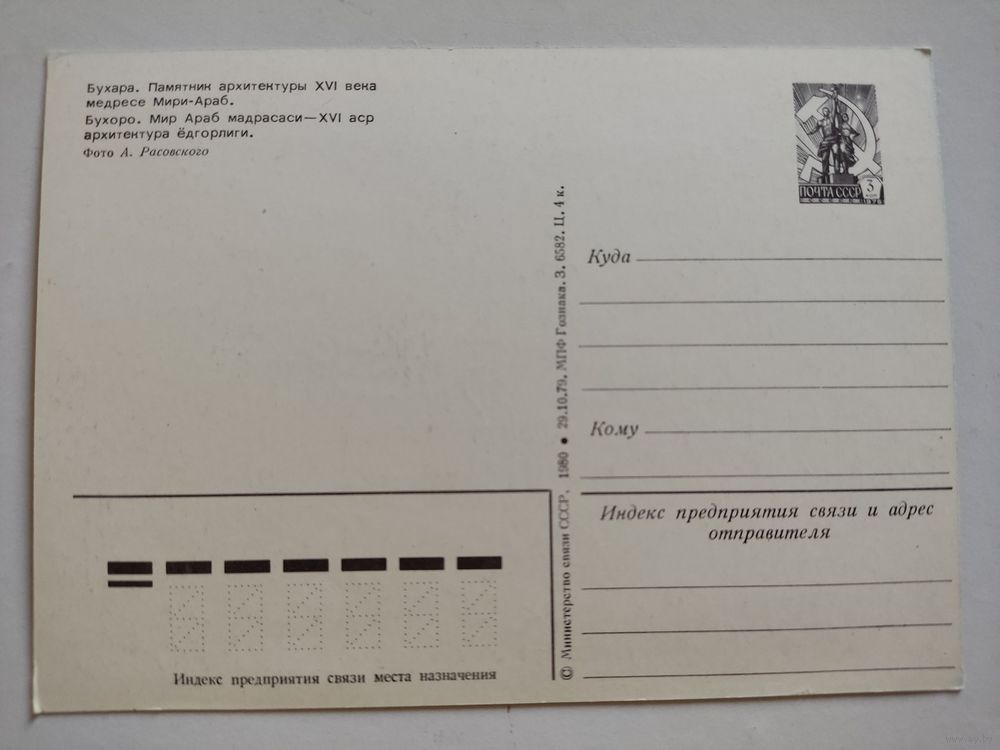 Бухара. Памятник архитектуры XVI века
медресе Мири-Араб.
Бухоро. Мир Араб мадрасаси—XVI аср
архитектура ёдгорлиги.
Фото А. Расовского
ПОЧТА СССР 3
Куда
Кому
Индекс предприятия связи и адрес
отправителя
© Министерство связи СССР. 1980 • 29.10.79. МПФ Гознака. З. 6582. Ц. 4 к.
Индекс предприятия связи места назначения